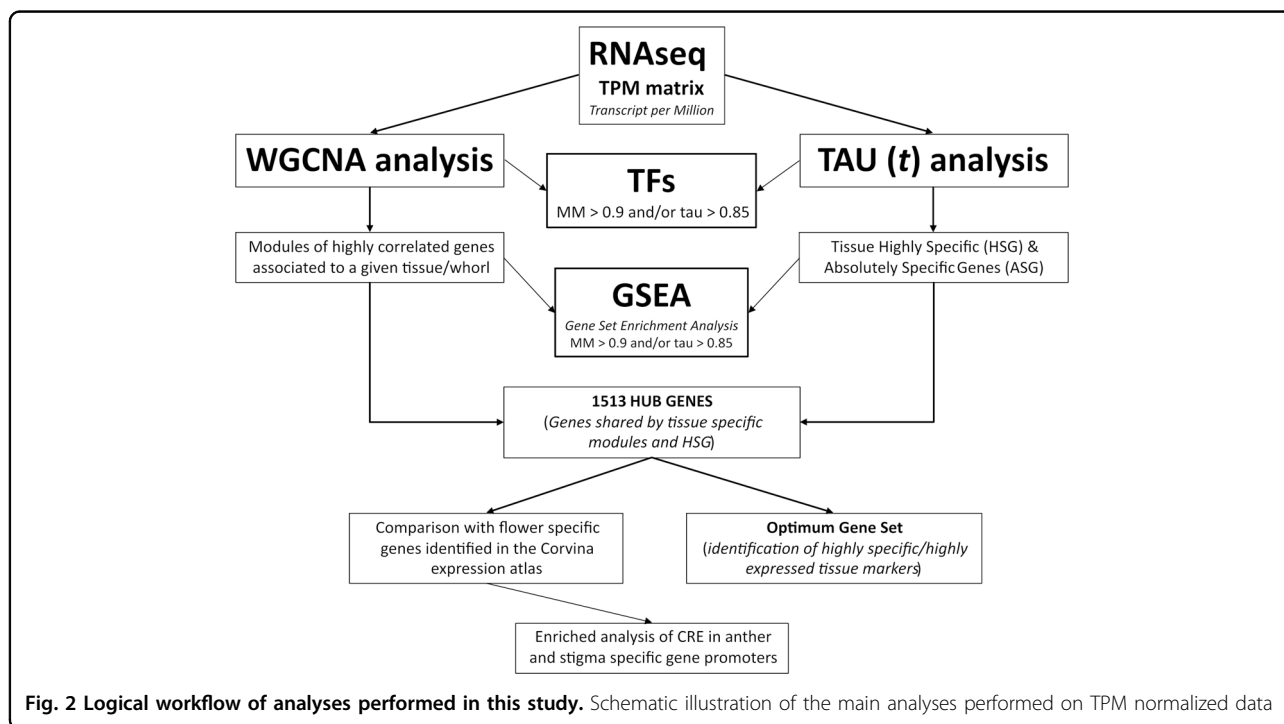 RNAseq
TPM matrix
Transcript per Million
WGCNA analysis
TAU (t) analysis
TFs
MM > 0.9 and/or tau > 0.85
Modules of highly correlated genes
associated to a given tissue/whorl
Tissue Highly Specific (HSG) &
Absolutely Specific Genes (ASG)
GSEA
Gene Set Enrichment Analysis
MM > 0.9 and/or tau > 0.85
1513 HUB GENES
(Genes shared by tissue specific
modules and HSG)
Comparison with flower specific
genes identified in the Corvina
expression atlas
Optimum Gene Set
(identification of highly specific/highly
expressed tissue markers)
Enriched analysis of CRE in anther
and stigma specific gene promoters
Fig. 2 Logical workflow of analyses performed in this study. Schematic illustration of the main analyses performed on TPM normalized data